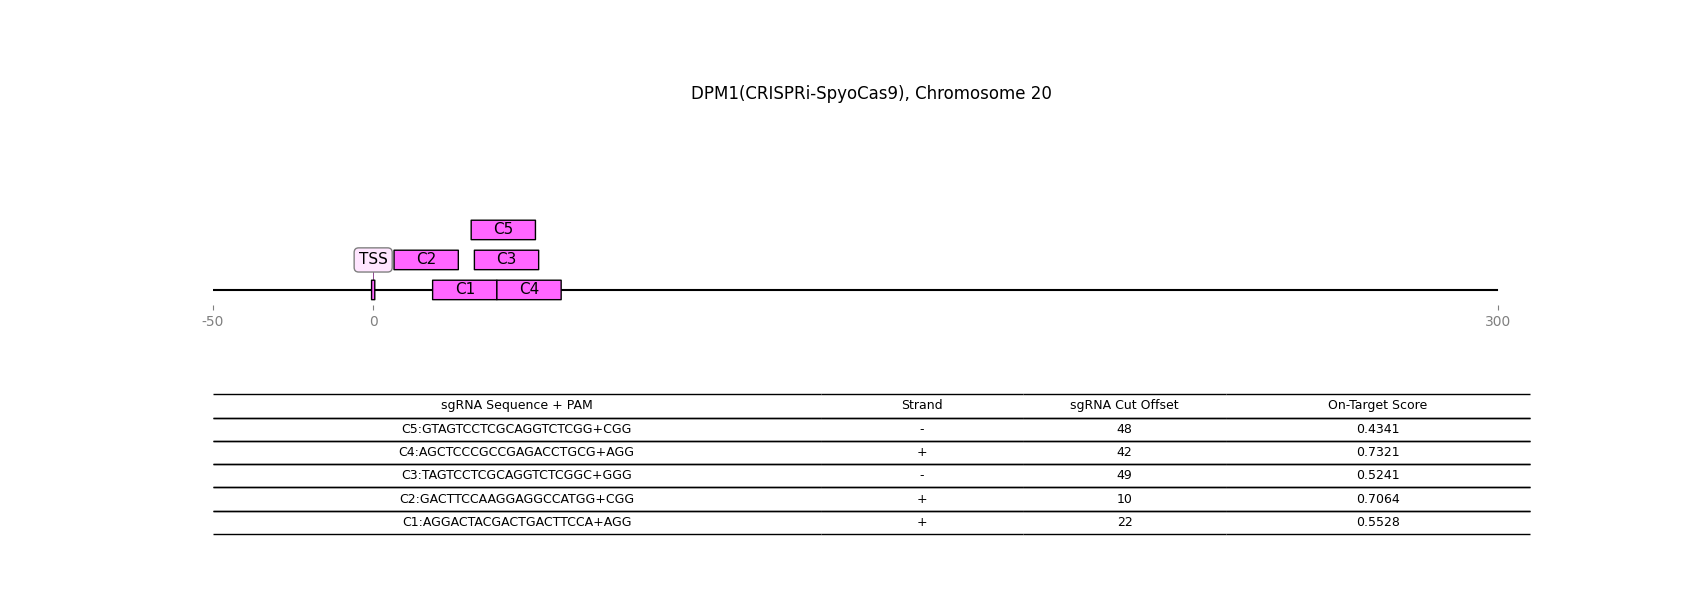 DPM1(CRISPRi-SpyoCas9), Chromosome 20
C5
TSS C2 C3
C1 C4
-50 0 300
sgRNA Sequence + PAM Strand sgRNA Cut Offset On-Target Score
C5:GTAGTCCTCGCAGGTCTCGG+CGG - 48 0.4341
C4:AGCTCCCGCCGAGACCTGCG+AGG + 42 0.7321
C3:TAGTCCTCGCAGGTCTCGGC+GGG - 49 0.5241
C2:GACTTCCAAGGAGGCCATGG+CGG + 10 0.7064
C1:AGGACTACGACTGACTTCCA+AGG + 22 0.5528